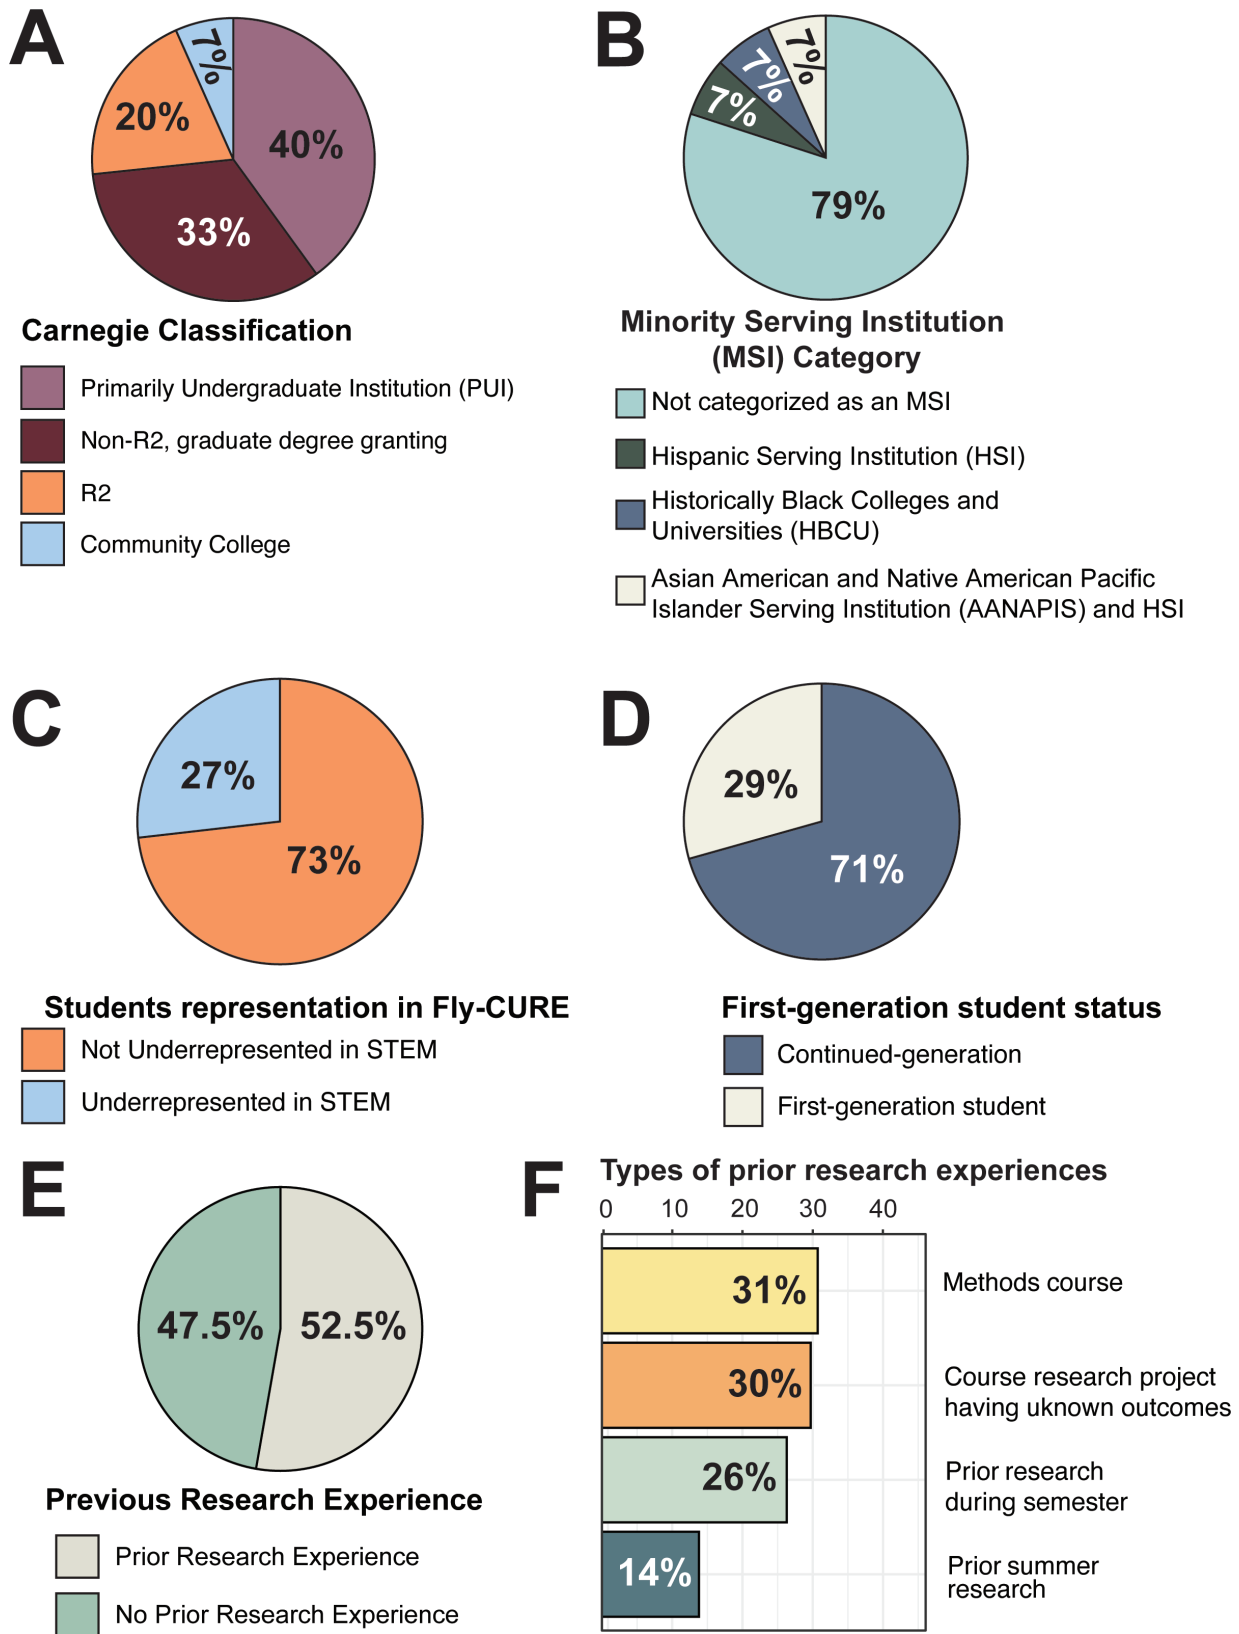 A
7%
20%
40%
33%
Carnegie Classification
Primarily Undergraduate Institution (PUI)
Non-R2, graduate degree granting
R2
Community College
B
7%
7%
7%
79%
Minority Serving Institution
(MSI) Category
Not categorized as an MSI
Hispanic Serving Institution (HSI)
Historically Black Colleges and
Universities (HBCU)
Asian American and Native American Pacific
Islander Serving Institution (AANAPIS) and HSI
C
27%
73%
Students representation in Fly-CURE
Not Underrepresented in STEM
Underrepresented in STEM
D
29%
71%
First-generation student status
Continued-generation
First-generation student
E
47.5%
52.5%
Previous Research Experience
Prior Research Experience
No Prior Research Experience
F
Types of prior research experiences
0 10 20 30 40
31%
Methods course
30%
Course research project
having uknown outcomes
26%
Prior research
during semester
14%
Prior summer
research